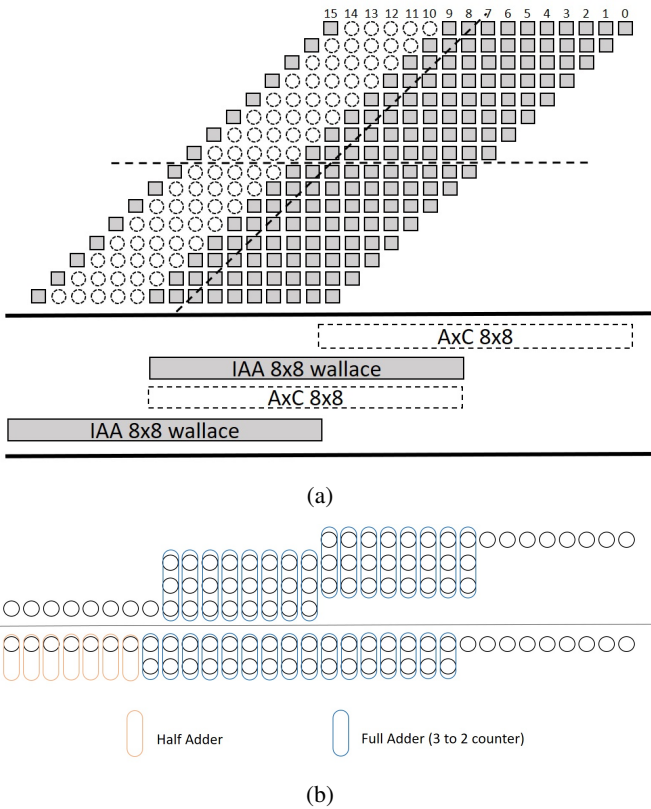 15 14 13 12 11 10 9 8 7 6 5 4 3 2 1 0
AxC 8x8
IAA 8x8 wallace
AxC 8x8
IAA 8x8 wallace
(a)
Half Adder
Full Adder (3 to 2 counter)
(b)